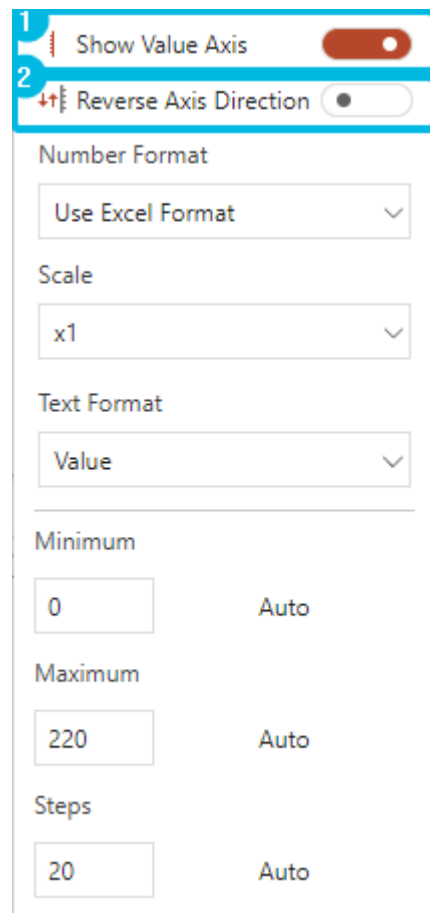 1
Show Value Axis
2
Reverse Axis Direction
Number Format
Use Excel Format
Scale
x1
Text Format
Value
Minimum
0 Auto
Maximum
220 Auto
Steps
20 Auto